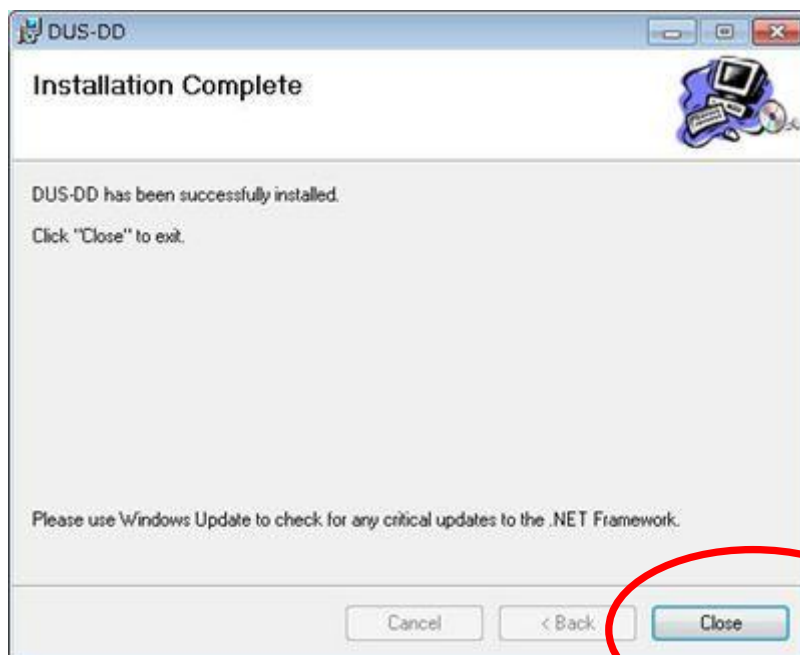 DUS-DD
Installation Complete
DUS-DD has been successfully installed.
Click "Close" to exit.
Please use Windows Update to check for any critical updates to the .NET Framework.
Cancel
< Back
Close